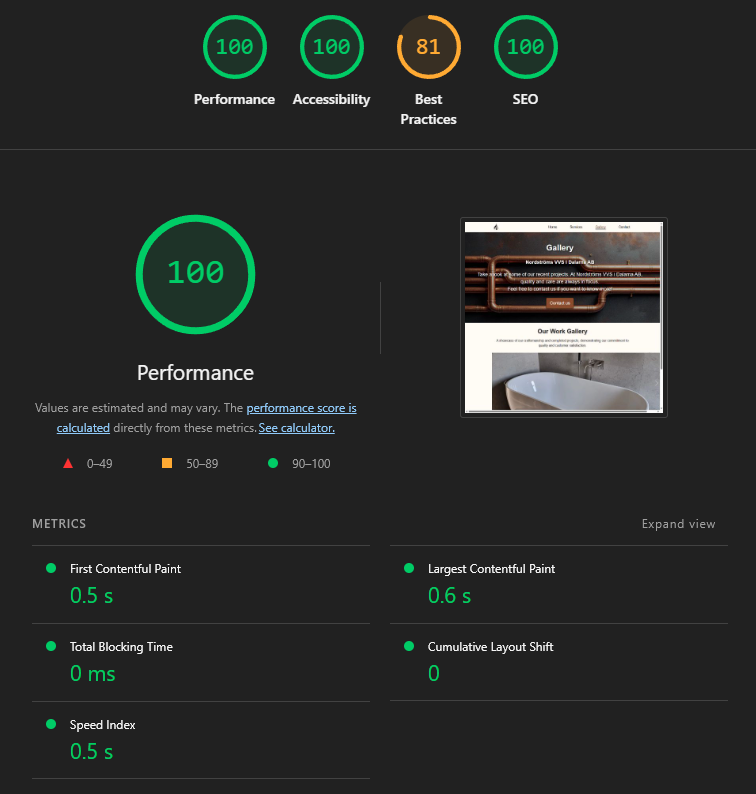 100
100
81
100
Performance
Accessibility
Best
Practices
SEO
100
Performance
Values are estimated and may vary. The performance score is
calculated directly from these metrics. See calculator.
0–49
50–89
90–100
Home
Services
Gallery
Contact
Gallery
Nordströms VVS i Dalarna AB
Take a look at some of our recent projects. At Nordströms VVS i Dalarna AB,
quality and care are always in focus.
Feel free to contact us if you want to know more!
Contact us
Our Work Gallery
METRICS
Expand view
First Contentful Paint
0.5 s
Largest Contentful Paint
0.6 s
Total Blocking Time
0 ms
Cumulative Layout Shift
0
Speed Index
0.5 s